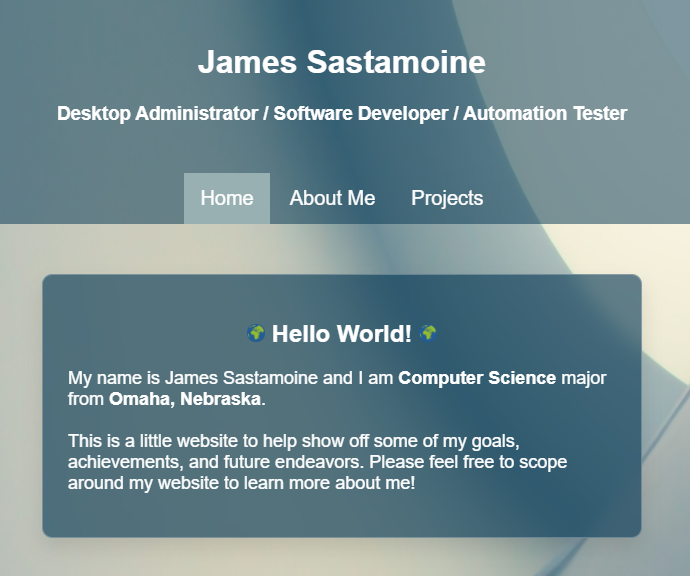 James Sastamoine
Desktop Administrator / Software Developer / Automation Tester
Home About Me Projects
🌍 Hello World! 🌍
My name is James Sastamoine and I am Computer Science major
from Omaha, Nebraska.
This is a little website to help show off some of my goals,
achievements, and future endeavors. Please feel free to scope
around my website to learn more about me!